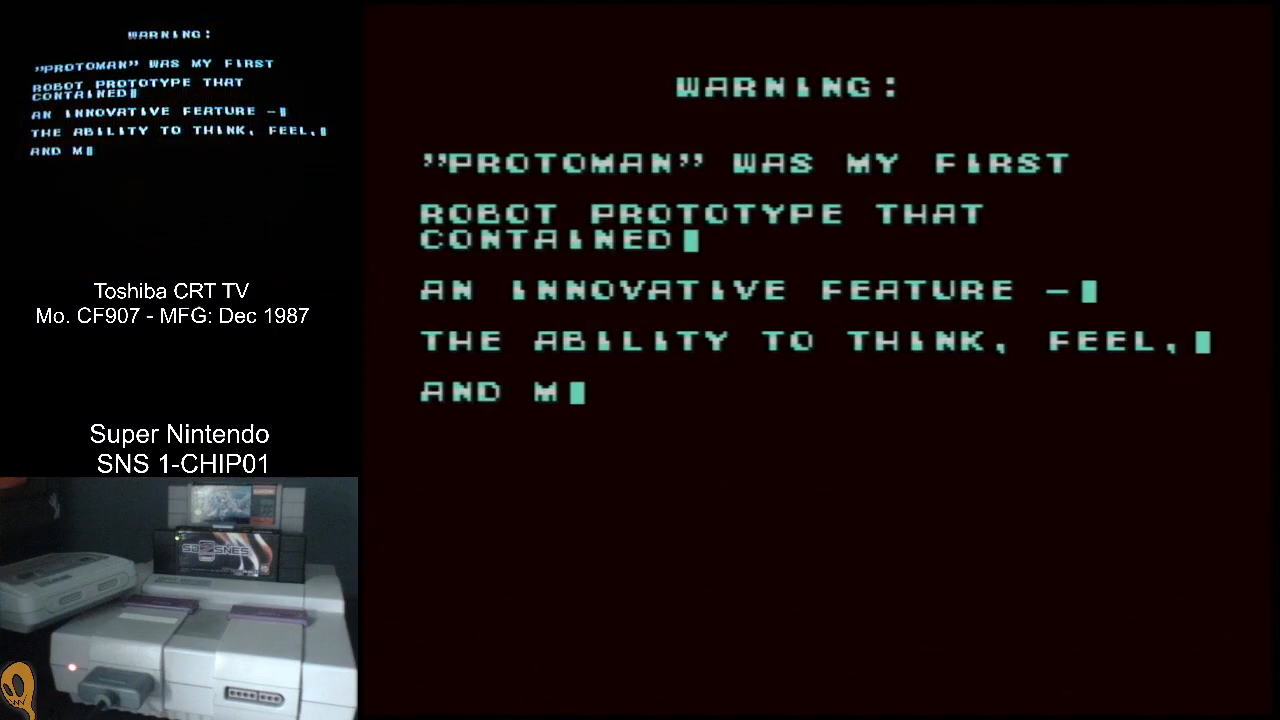 WARNING:
"PROTOMAN" WAS MY FIRST
ROBOT PROTOTYPE THAT
CONTAINED
AN INNOVATIVE FEATURE -
THE ABILITY TO THINK, FEEL,
AND M
Toshiba CRT TV
Mo. CF907 - MFG: Dec 1987
Super Nintendo
SNS 1-CHIP01
SD2SNES
WARNING:
"PROTOMAN" WAS MY FIRST
ROBOT PROTOTYPE THAT
CONTAINED
AN INNOVATIVE FEATURE -
THE ABILITY TO THINK, FEEL,
AND M